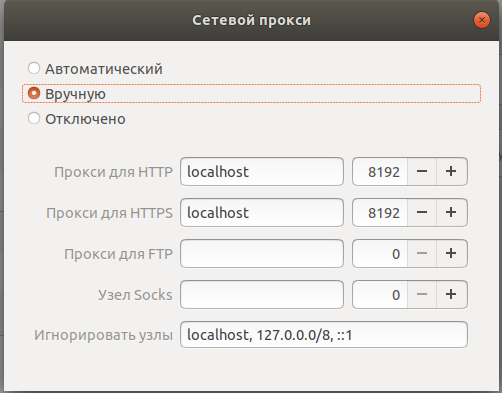 Сетевой прокси
Автоматический
Вручную
Отключено
Прокси для HTTP localhost 8192 − +
Прокси для HTTPS localhost 8192 − +
Прокси для FTP 0 − +
Узел Socks 0 − +
Игнорировать узлы localhost, 127.0.0.0/8, ::1